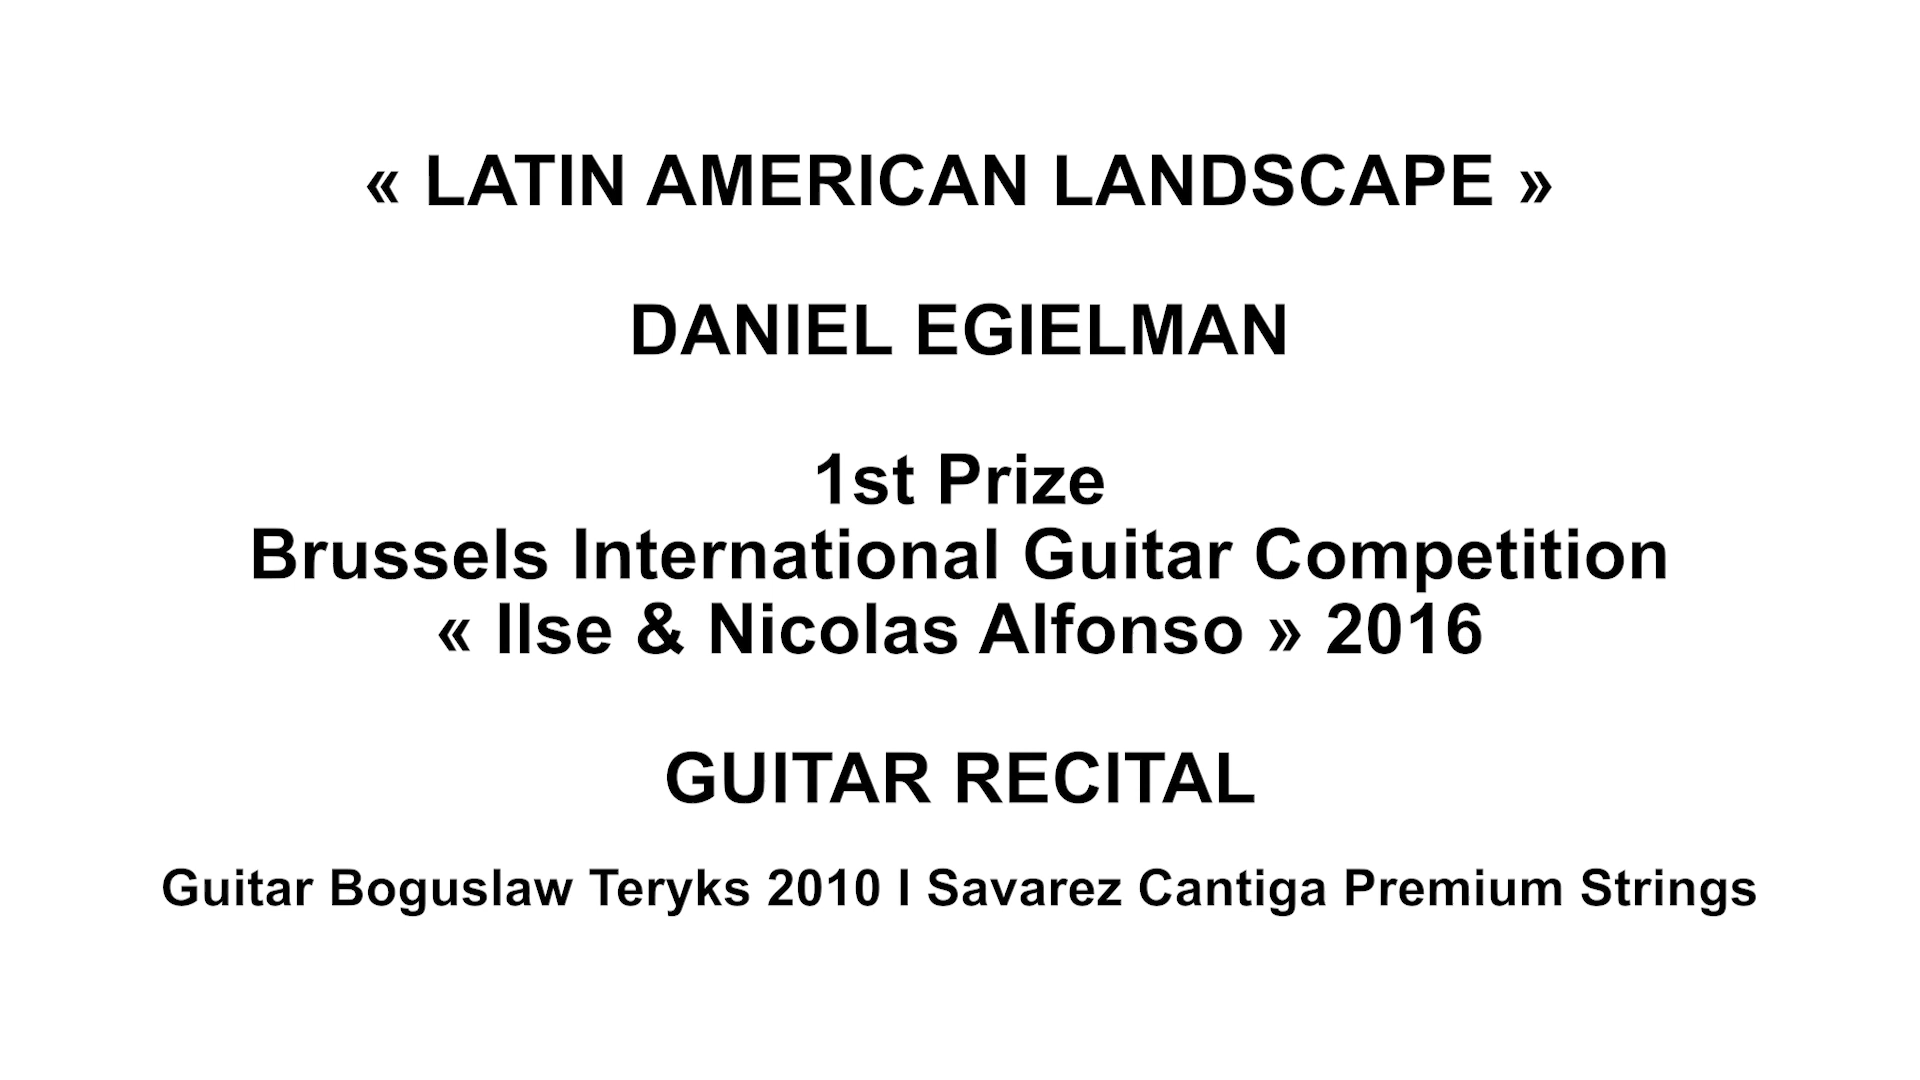 « LATIN AMERICAN LANDSCAPE »
DANIEL EGIELMAN
1st Prize
Brussels International Guitar Competition
« Ilse & Nicolas Alfonso » 2016
GUITAR RECITAL
Guitar Boguslaw Teryks 2010 I Savarez Cantiga Premium Strings